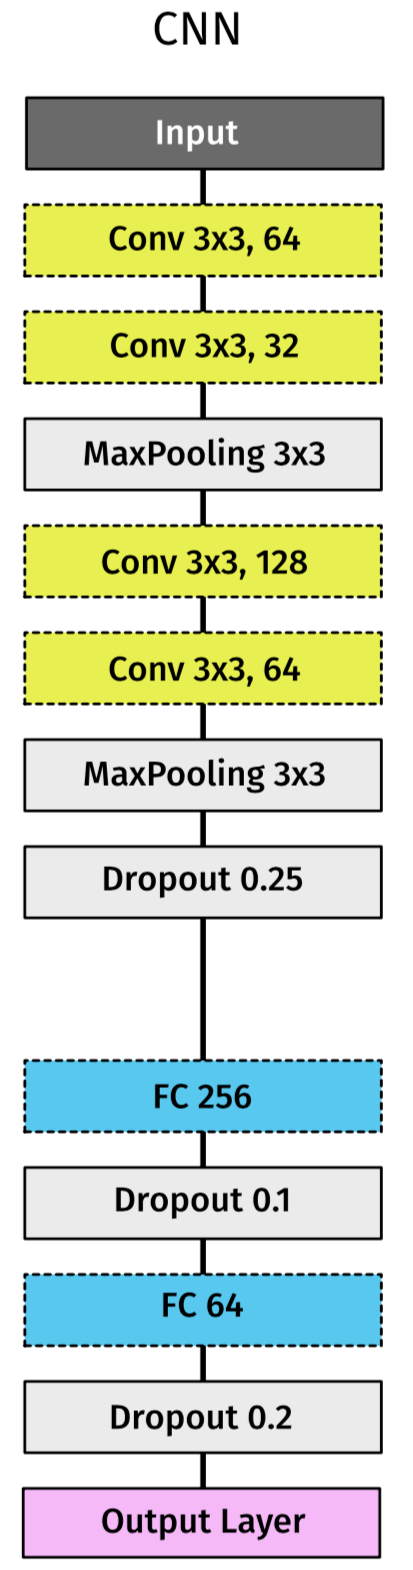 CNN
Input
Conv 3x3, 64
Conv 3x3, 32
MaxPooling 3x3
Conv 3x3, 128
Conv 3x3, 64
MaxPooling 3x3
Dropout 0.25
FC 256
Dropout 0.1
FC 64
Dropout 0.2
Output Layer